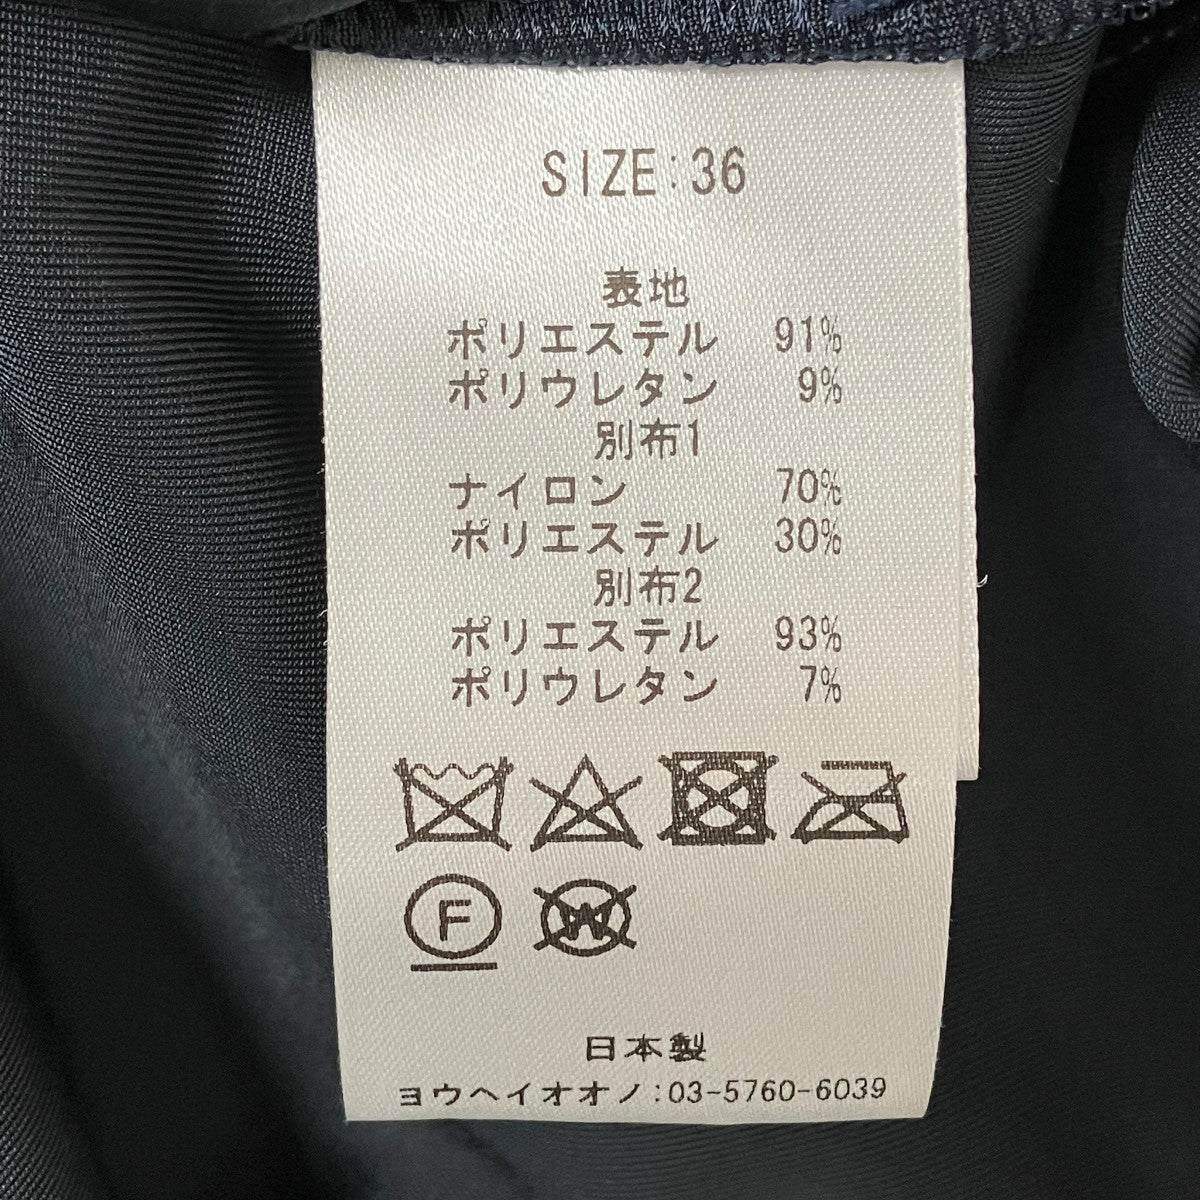 SIZE:36
表地
ポリエステル 91%
ポリウレタン 9%
別布1
ナイロン 70%
ポリエステル 30%
別布2
ポリエステル 93%
ポリウレタン 7%
F
W
日本製
ヨウヘイオオノ:03-5760-6039